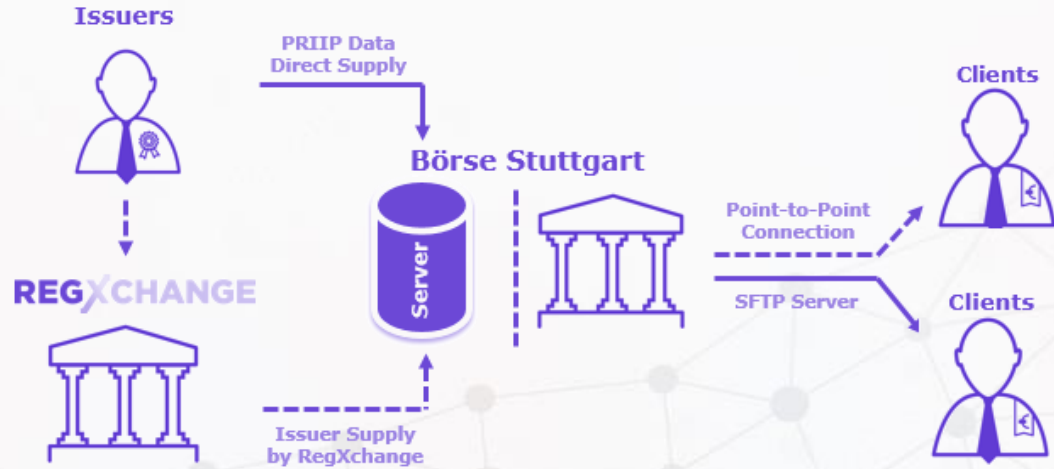 Issuers
PRIIP Data
Direct Supply
Clients
Börse Stuttgart
Server
Point-to-Point
Connection
€
REGXCHANGE
SFTP Server
Clients
€
Issuer Supply
by RegXchange